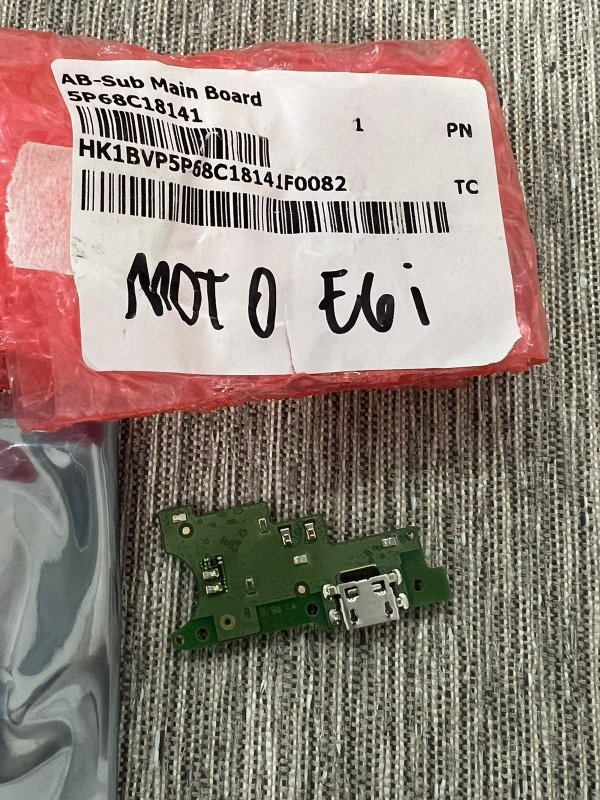 AB-Sub Main Board
5P68C18141
1 PN
HK1BVP5P68C18141F0082
TC
MOTO E6i